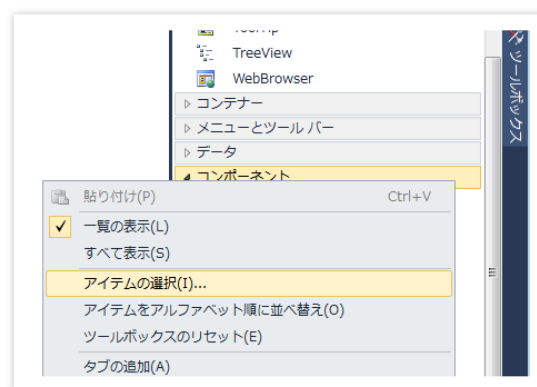 ToolTip
TreeView
WebBrowser
コンテナー
メニューとツール バー
データ
コンポーネント
貼り付け(P) Ctrl+V
一覧の表示(L)
すべて表示(S)
アイテムの選択(I)...
アイテムをアルファベット順に並べ替え(O)
ツールボックスのリセット(E)
タブの追加(A)
ツールボックス